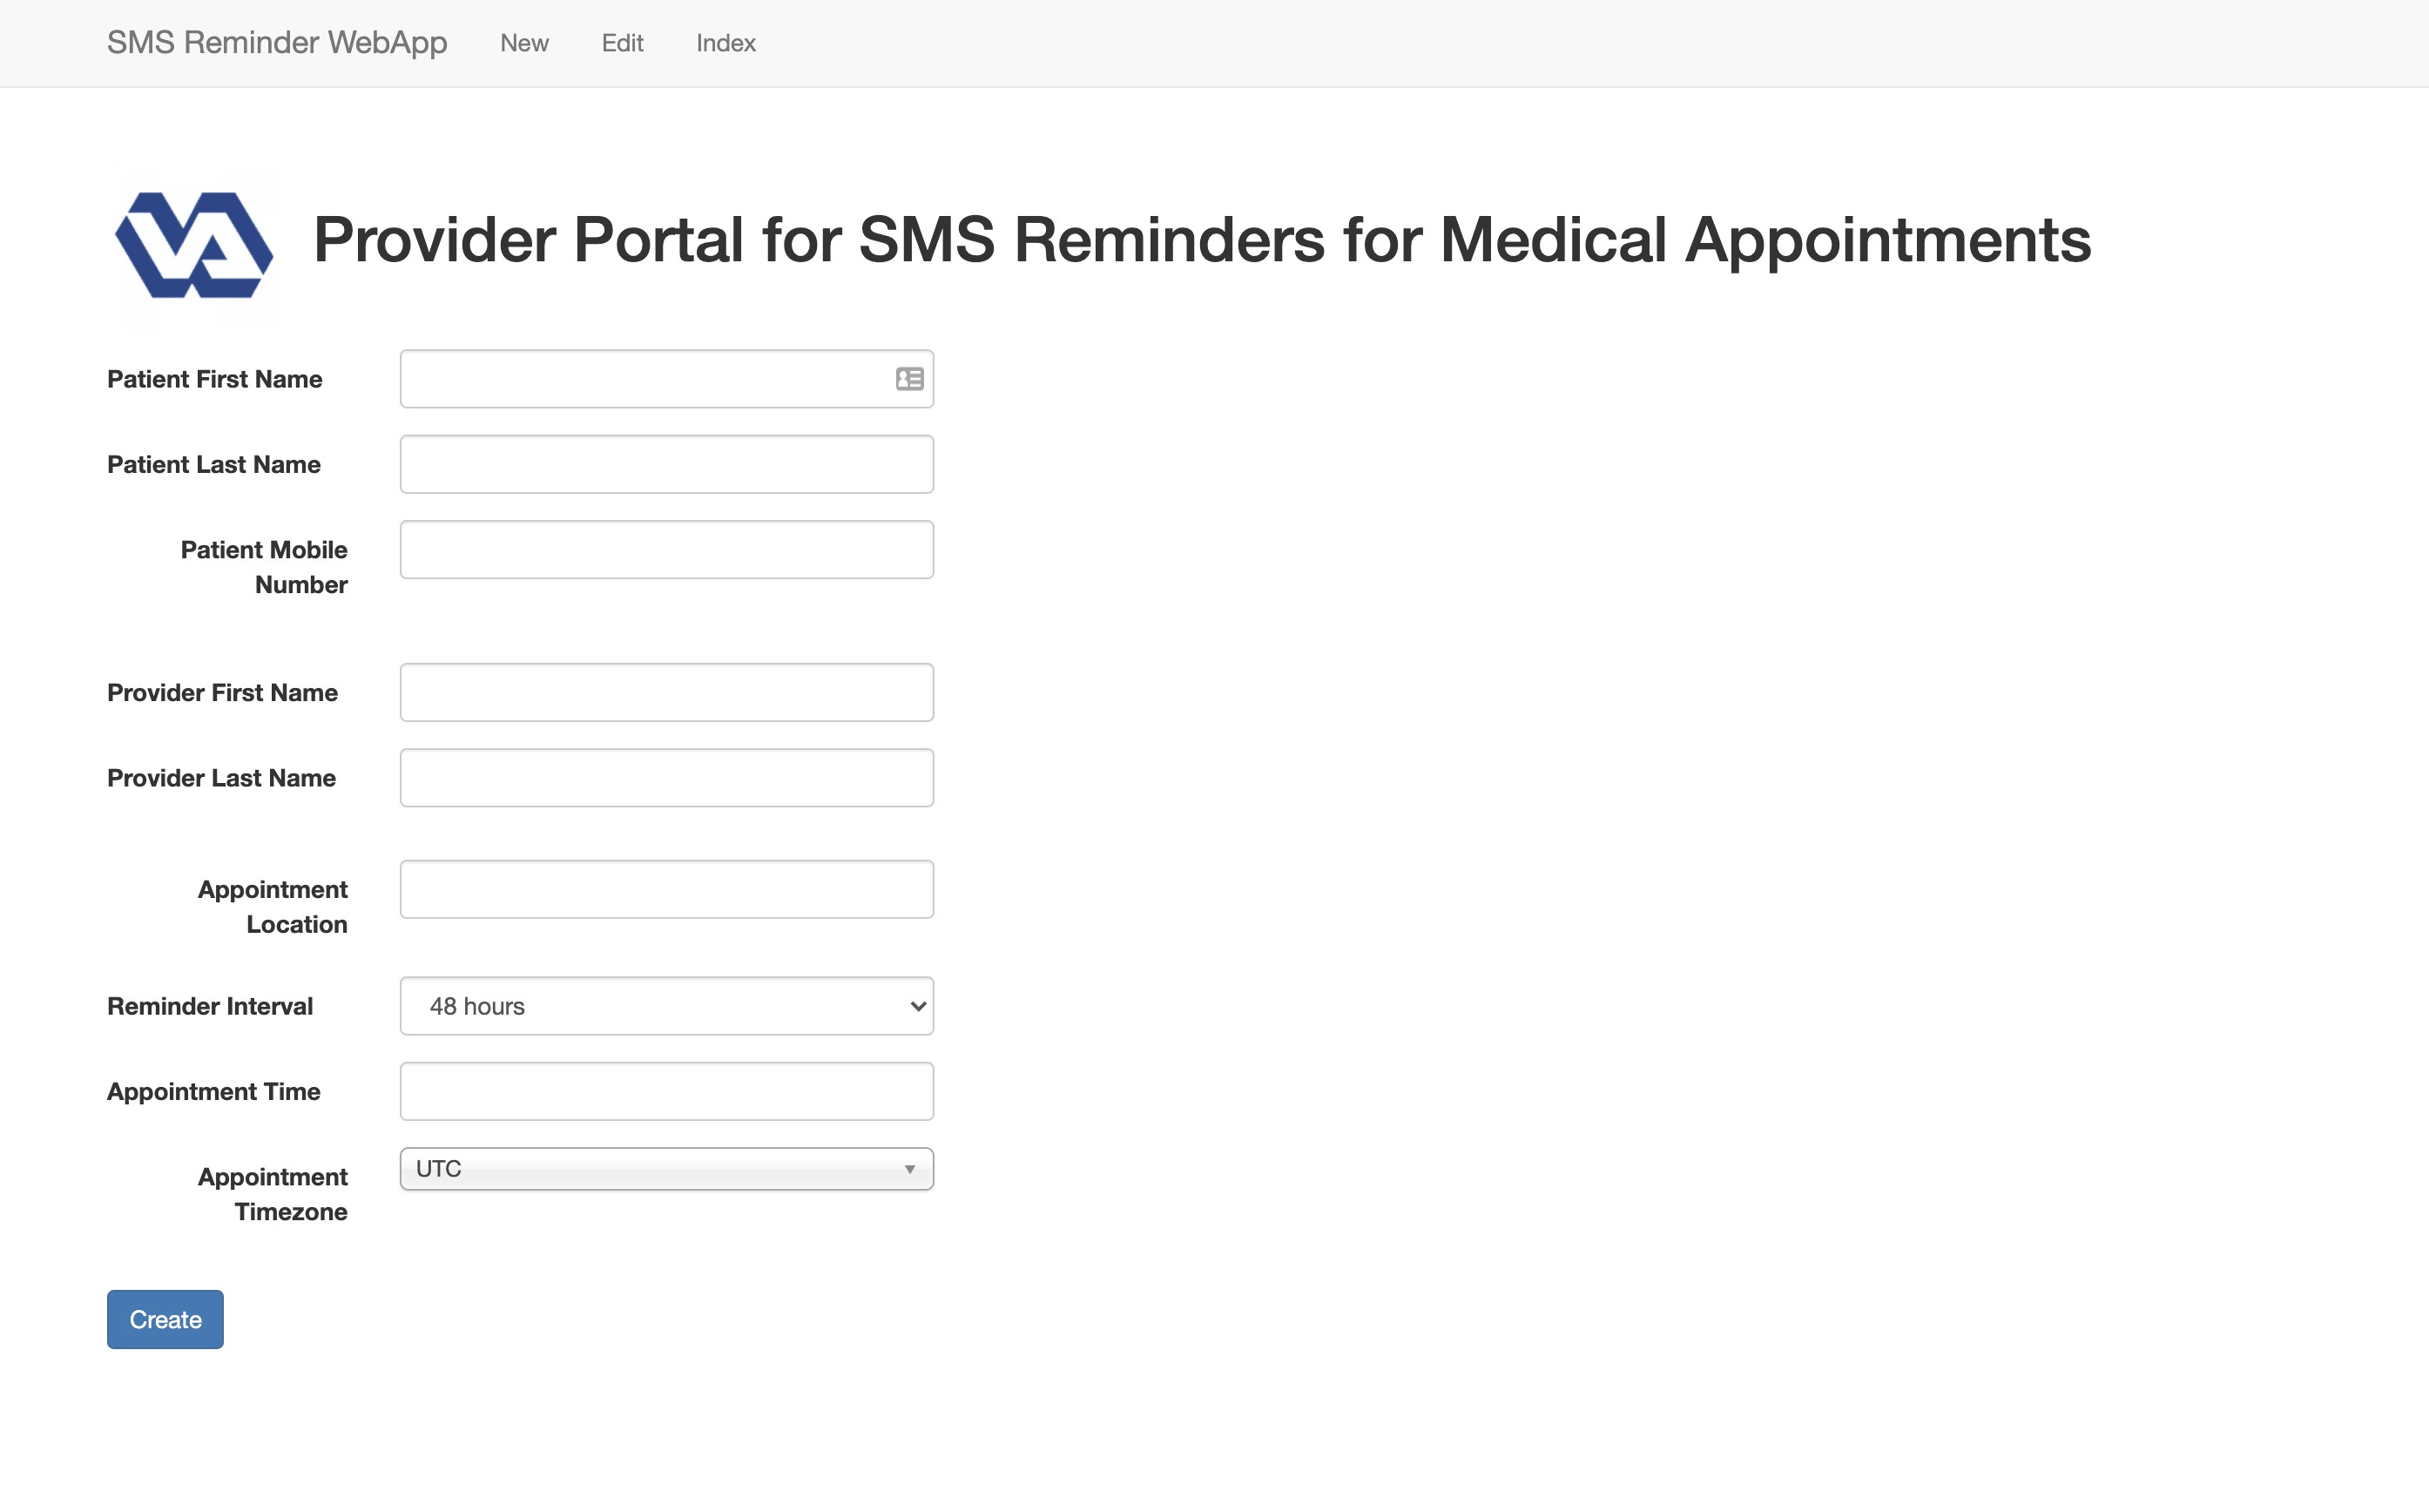 SMS Reminder WebApp New Edit Index
VA
Provider Portal for SMS Reminders for Medical Appointments
Patient First Name
Patient Last Name
Patient Mobile
Number
Provider First Name
Provider Last Name
Appointment
Location
Reminder Interval 48 hours
Appointment Time
Appointment UTC
Timezone
Create